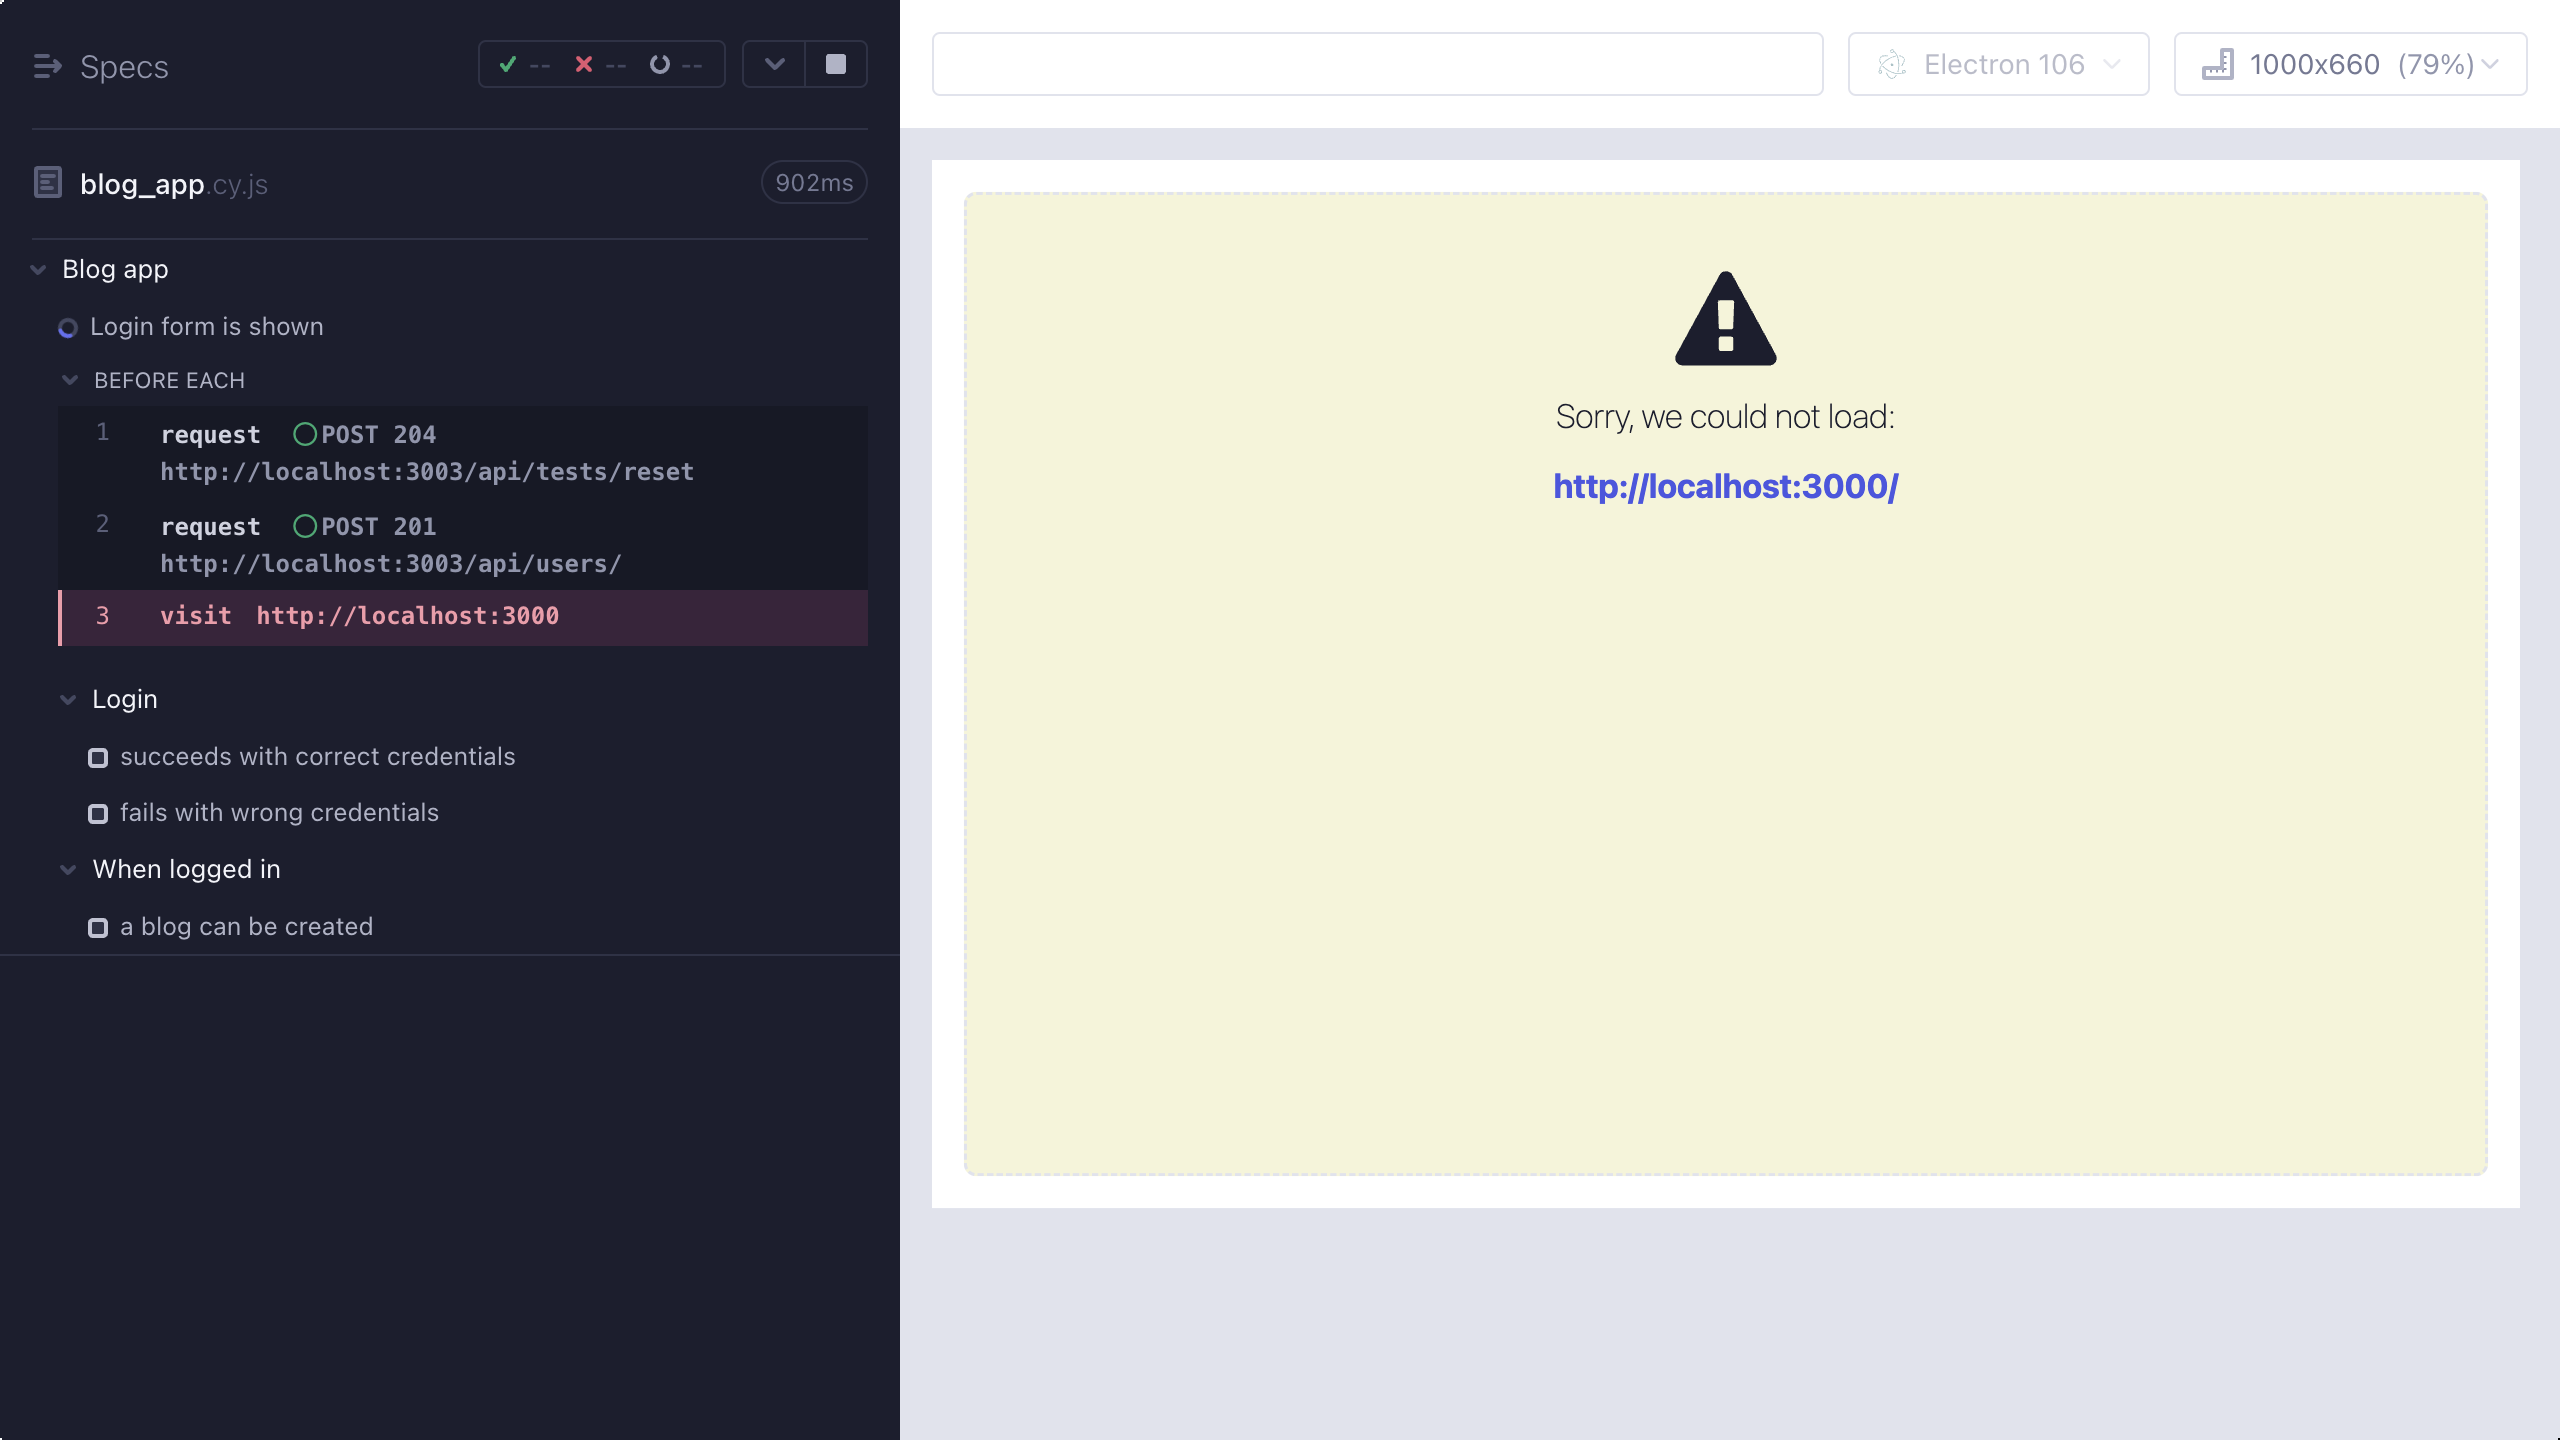 Specs
-- -- --
blog_app.cy.js 902ms
Blog app
Login form is shown
BEFORE EACH
1 request POST 204
http://localhost:3003/api/tests/reset
2 request POST 201
http://localhost:3003/api/users/
3 visit http://localhost:3000
Login
succeeds with correct credentials
fails with wrong credentials
When logged in
a blog can be created
Electron 106
1000x660 (79%)
Sorry, we could not load:
http://localhost:3000/